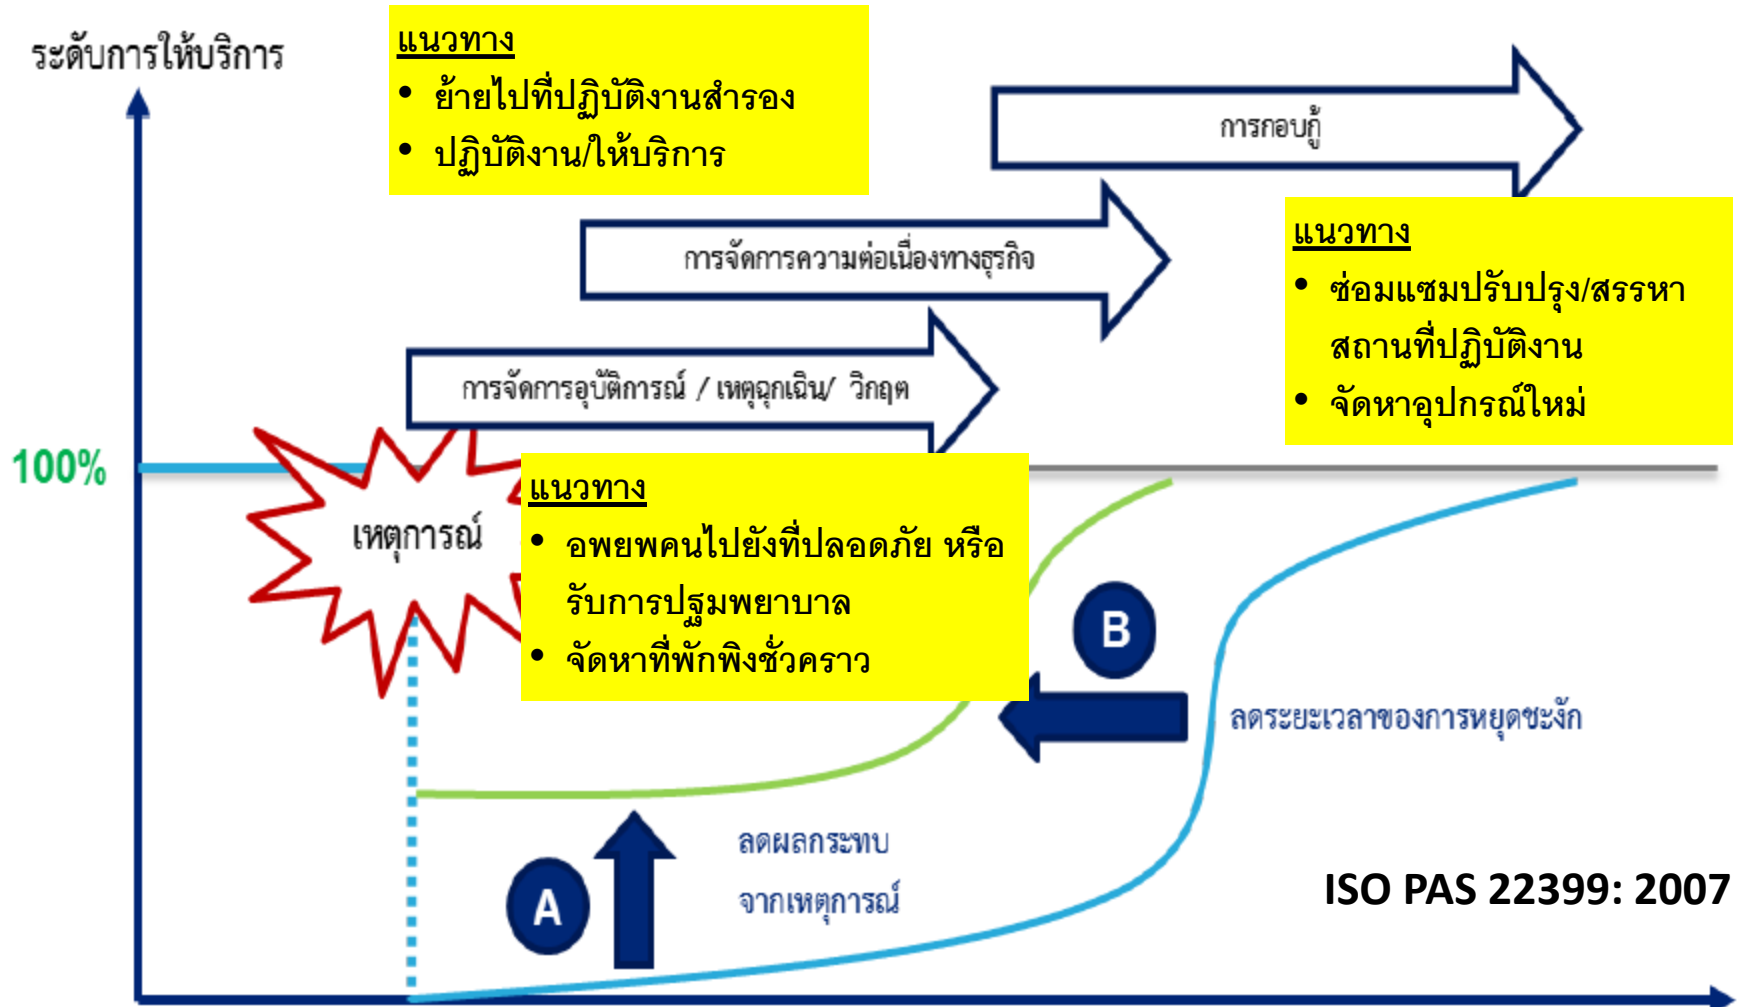 ระดับการให้บริการ
แนวทาง
• ย้ายไปที่ปฏิบัติงานสำรอง
• ปฏิบัติงาน/ให้บริการ
การกอบกู้
การจัดการความต่อเนื่องทางธุรกิจ
แนวทาง
• ซ่อมแซมปรับปรุง/สรรหา
สถานที่ปฏิบัติงาน
• จัดหาอุปกรณ์ใหม่
การจัดการอุบัติการณ์ / เหตุฉุกเฉิน/ วิกฤต
100%
เหตุการณ์
แนวทาง
• อพยพคนไปยังที่ปลอดภัย หรือ
รับการปฐมพยาบาล
• จัดหาที่พักพิงชั่วคราว
B
ลดระยะเวลาของการหยุดชะงัก
A
ลดผลกระทบ
จากเหตุการณ์
ISO PAS 22399: 2007